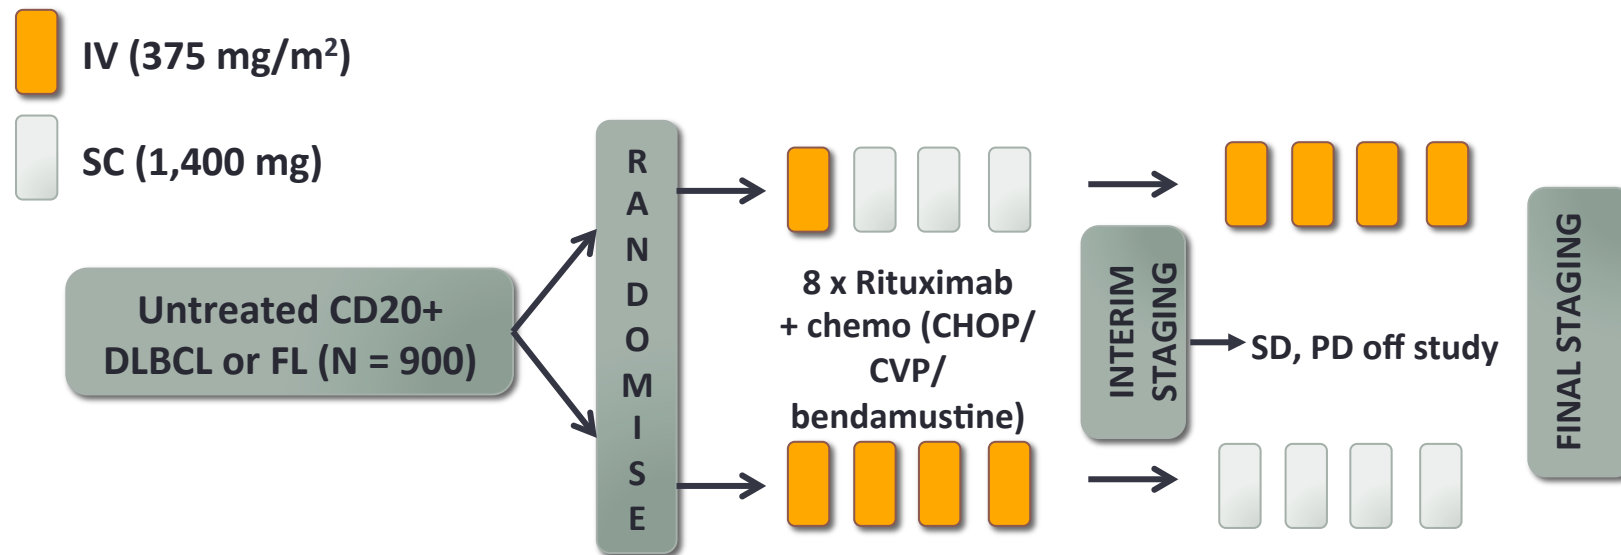 IV (375 mg/m²)
SC (1,400 mg)
Untreated CD20+
DLBCL or FL (N = 900)
RANDOMISE
8 x Rituximab
+ chemo (CHOP/
CVP/
bendamustine)
INTERIM
STAGING
SD, PD off study
FINAL STAGING